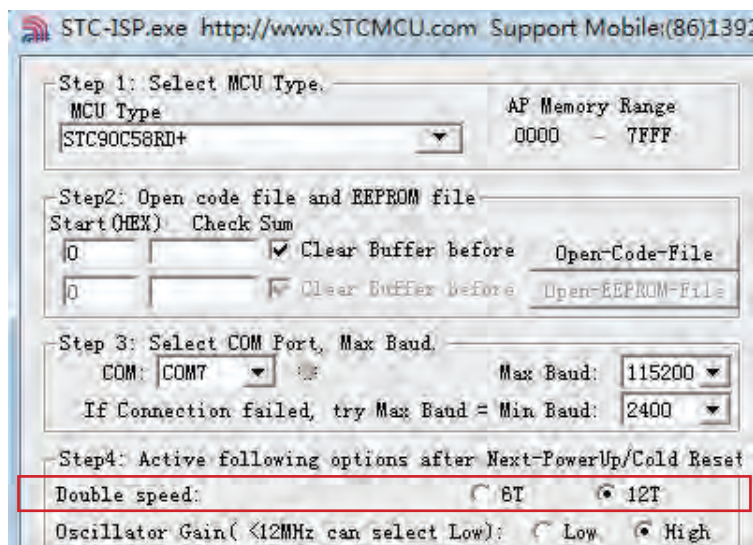 STC-ISP.exe http://www.STCMCU.com Support Mobile:(86)1392
Step 1: Select MCU Type.
MCU Type AP Memory Range
STC90C58RD+ 0000 - 7FFF
Step2: Open code file and EEPROM file
Start(HEX) Check Sum
0 Clear Buffer before Open-Code-File
0 Clear Buffer before Open-EEPROM-File
Step 3: Select COM Port, Max Baud.
COM: COM7 Max Baud: 115200
If Connection failed, try Max Baud = Min Baud: 2400
Step4: Active following options after Next-PowerUp/Cold Reset
Double speed: 6T 12T
Oscillator Gain( <12MHz can select Low): Low High